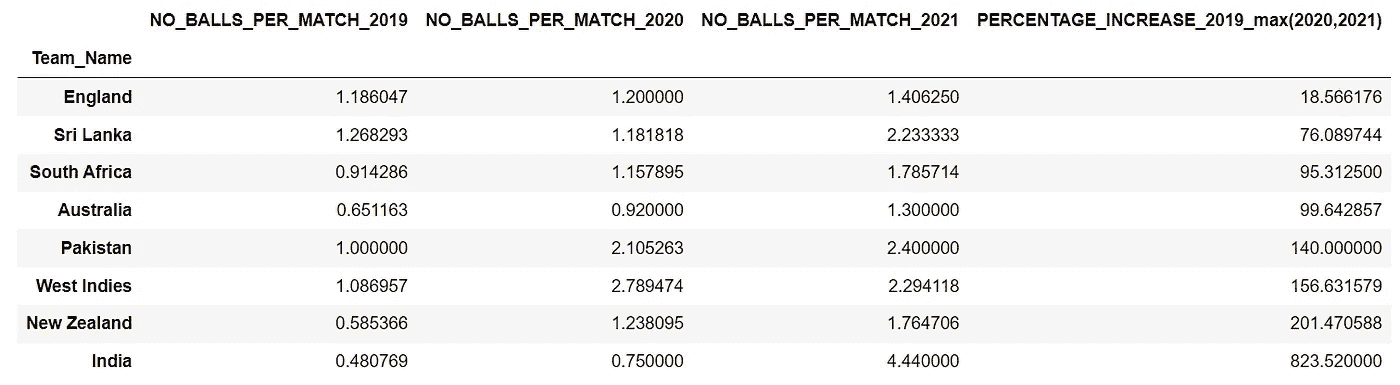 NO_BALLS_PER_MATCH_2019 NO_BALLS_PER_MATCH_2020 NO_BALLS_PER_MATCH_2021 PERCENTAGE_INCREASE_2019_max(2020,2021)
Team_Name
England 1.186047 1.200000 1.406250 18.566176
Sri Lanka 1.268293 1.181818 2.233333 76.089744
South Africa 0.914286 1.157895 1.785714 95.312500
Australia 0.651163 0.920000 1.300000 99.642857
Pakistan 1.000000 2.105263 2.400000 140.000000
West Indies 1.086957 2.789474 2.294118 156.631579
New Zealand 0.585366 1.238095 1.764706 201.470588
India 0.480769 0.750000 4.440000 823.520000